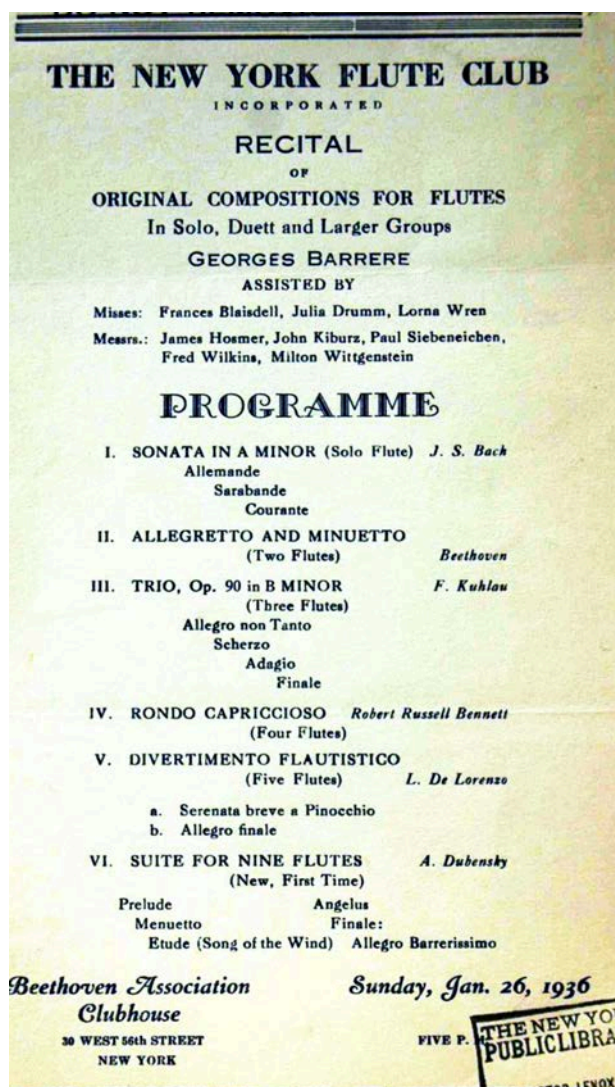 THE NEW YORK FLUTE CLUB
INCORPORATED
RECITAL
OF
ORIGINAL COMPOSITIONS FOR FLUTES
In Solo, Duett and Larger Groups
GEORGES BARRERE
ASSISTED BY
Misses: Frances Blaisdell, Julia Drumm, Lorna Wren
Messrs.: James Hosmer, John Kiburz, Paul Siebeneichen,
Fred Wilkins, Milton Wittgenstein
PROGRAMME
I. SONATA IN A MINOR (Solo Flute) J. S. Bach
Allemande
Sarabande
Courante
II. ALLEGRETTO AND MINUETTO
(Two Flutes) Beethoven
III. TRIO, Op. 90 in B MINOR F. Kuhlau
(Three Flutes)
Allegro non Tanto
Scherzo
Adagio
Finale
IV. RONDO CAPRICCIOSO Robert Russell Bennett
(Four Flutes)
V. DIVERTIMENTO FLAUTISTICO
(Five Flutes) L. De Lorenzo
a. Serenata breve a Pinocchio
b. Allegro finale
VI. SUITE FOR NINE FLUTES A. Dubensky
(New, First Time)
Prelude Angelus
Menuetto Finale:
Etude (Song of the Wind) Allegro Barrerissimo
Beethoven Association Sunday, Jan. 26, 1936
Clubhouse
30 WEST 56th STREET FIVE P.
NEW YORK
THE NEW YO
PUBLIC LIBRA